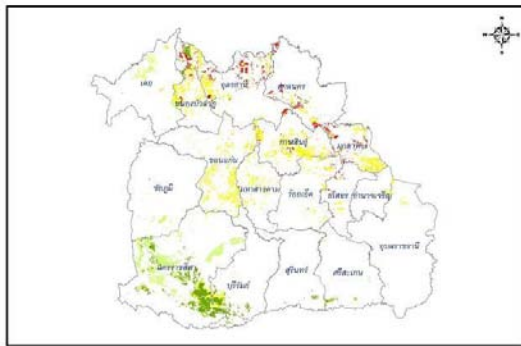 เลย
หนองบัวลำภู
อุดรธานี
สกลนคร
ขอนแก่น
กาฬสินธุ์
มุกดาหาร
ชัยภูมิ
มหาสารคาม
ร้อยเอ็ด
ยโสธร
อำนาจเจริญ
อุบลราชธานี
นครราชสีมา
บุรีรัมย์
สุรินทร์
ศรีสะเกษ